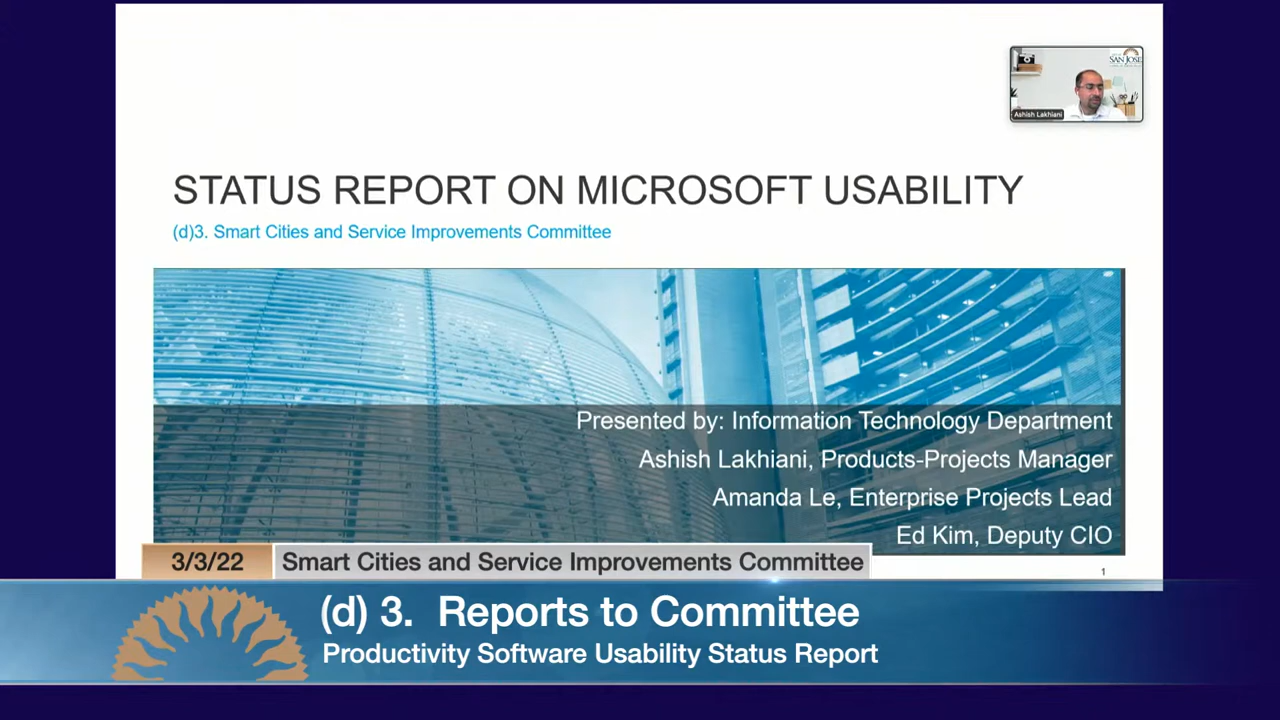 SAN JOSE
Ashish Lakhiani
STATUS REPORT ON MICROSOFT USABILITY
(d)3. Smart Cities and Service Improvements Committee
Presented by: Information Technology Department
Ashish Lakhiani, Products-Projects Manager
Amanda Le, Enterprise Projects Lead
Ed Kim, Deputy CIO
1
3/3/22 Smart Cities and Service Improvements Committee
(d) 3. Reports to Committee
Productivity Software Usability Status Report